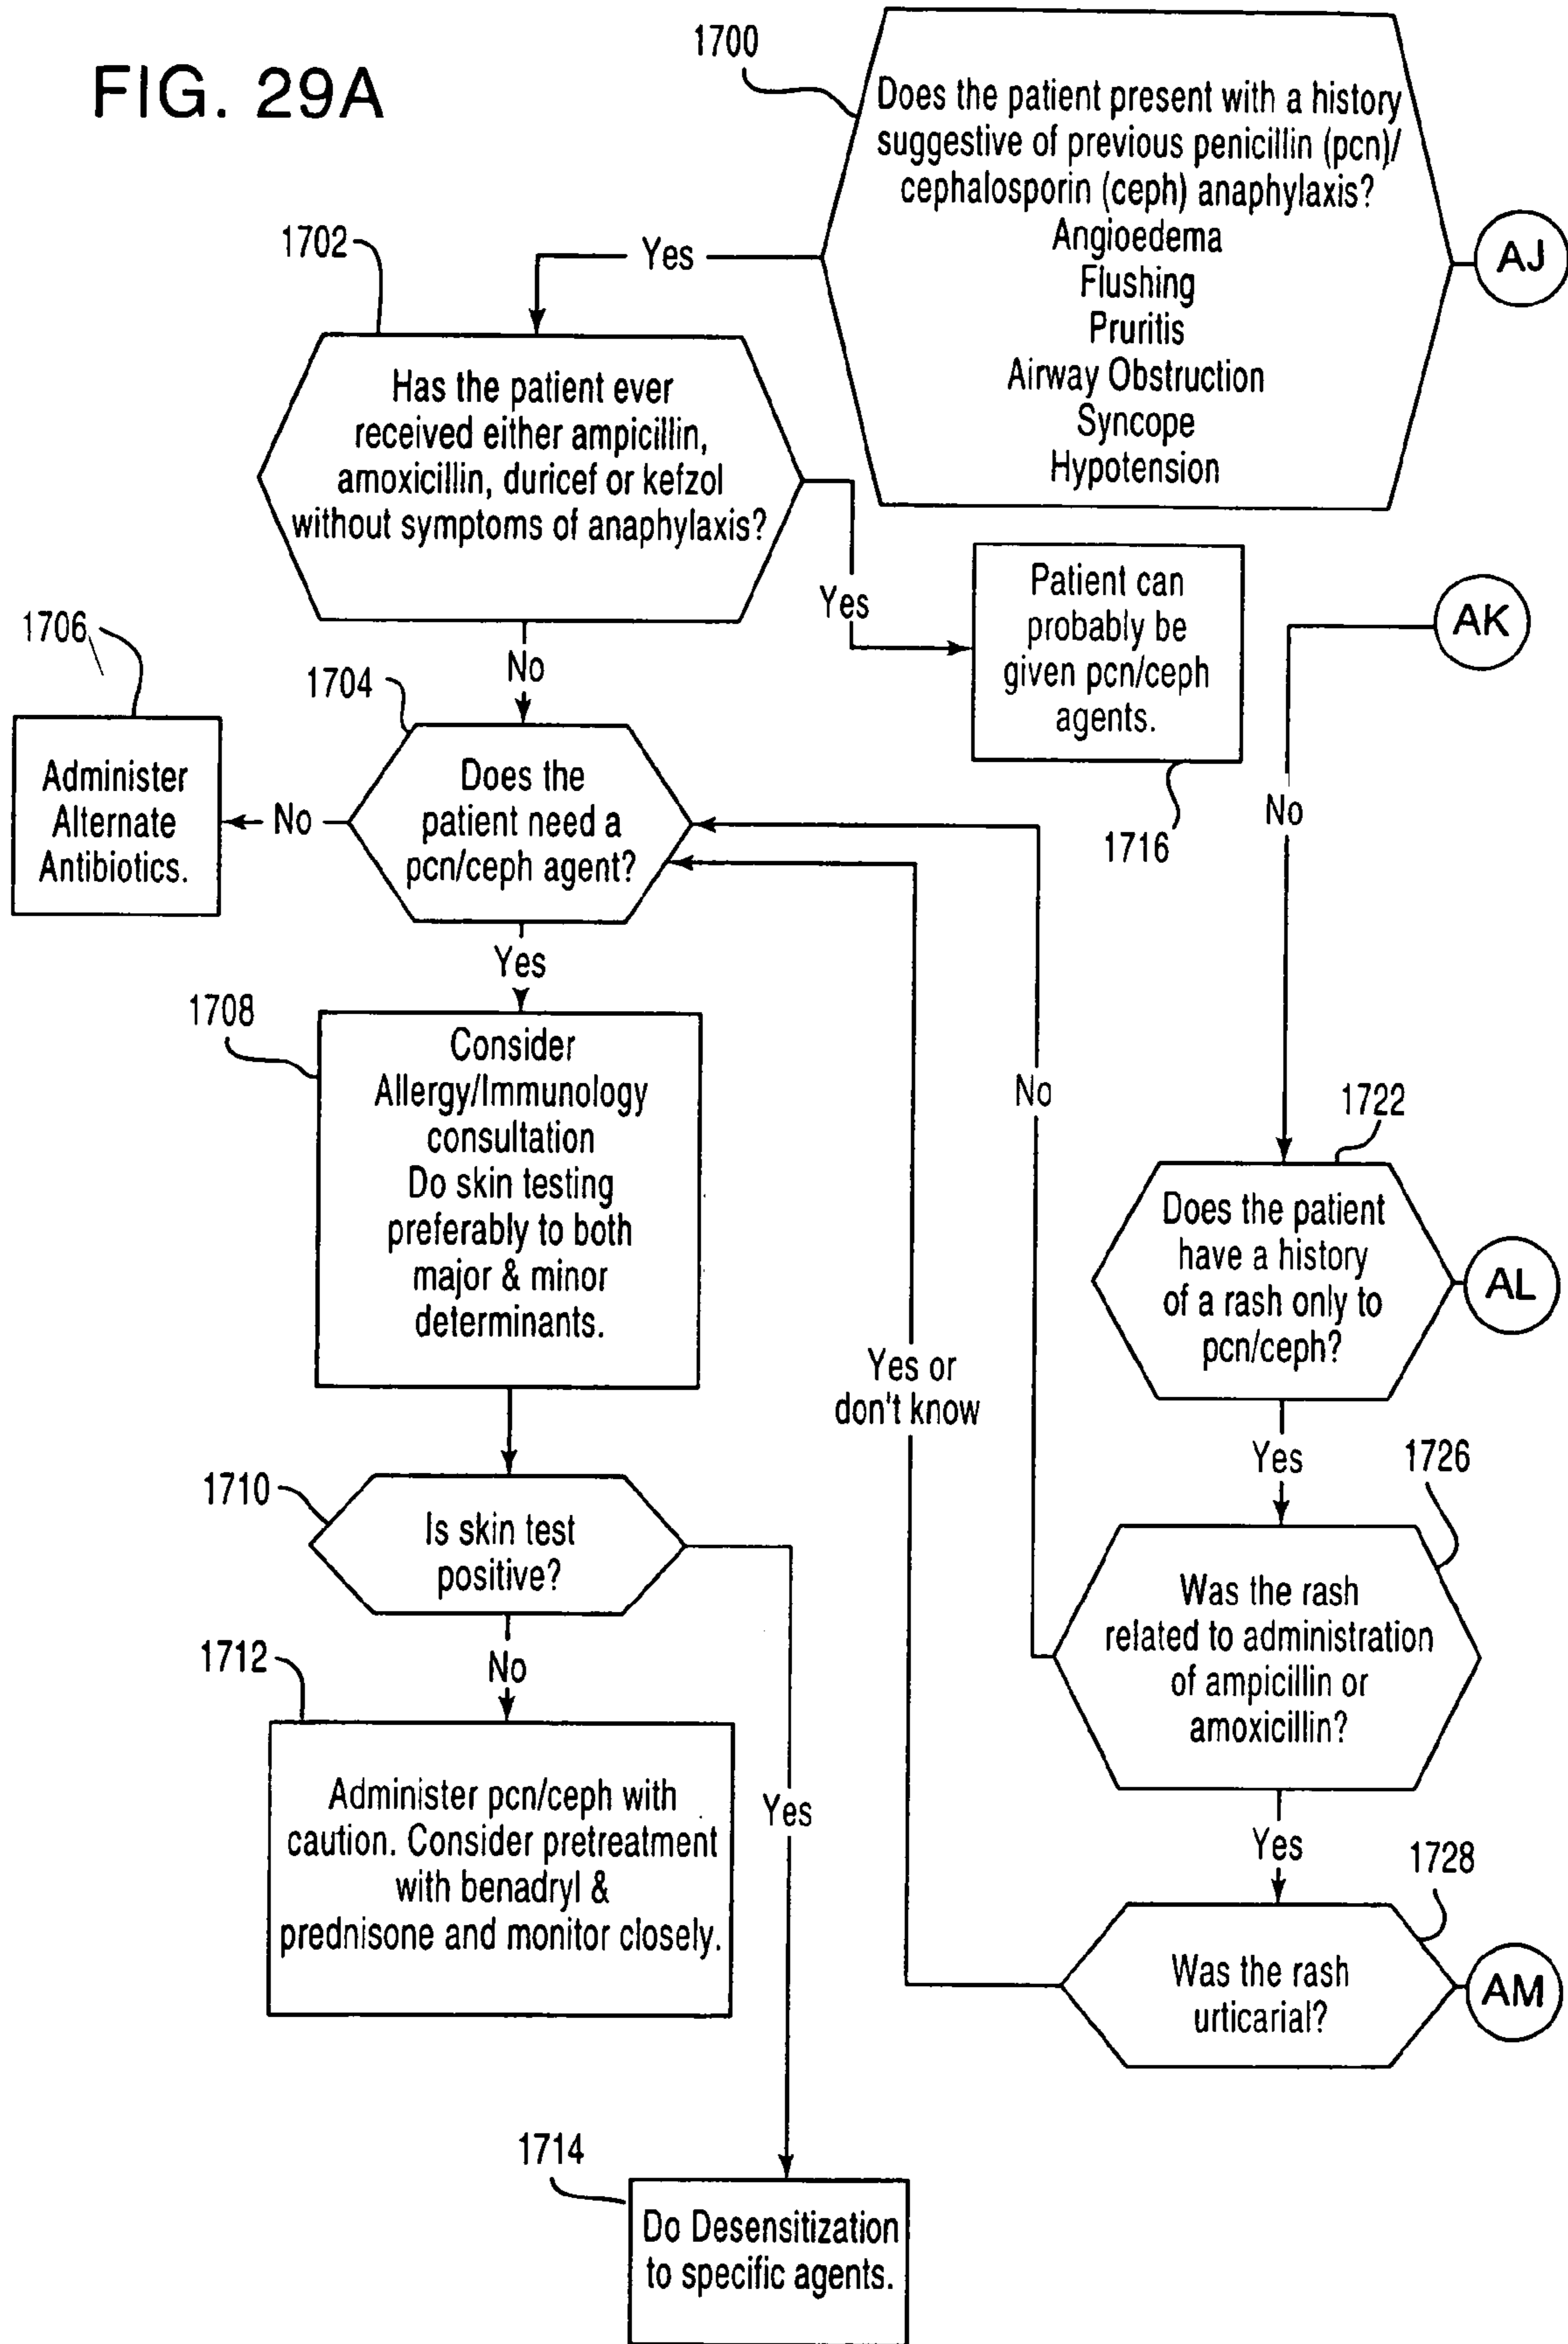 FIG. 29A
1700
Does the patient present with a history
suggestive of previous penicillin (pcn)/
cephalosporin (ceph) anaphylaxis?
Angioedema
Flushing
Pruritis
Airway Obstruction
Syncope
Hypotension
AJ
Yes
1702
Has the patient ever
received either ampicillin,
amoxicillin, duricef or kefzol
without symptoms of anaphylaxis?
Yes
Patient can
probably be
given pcn/ceph
agents.
1716
AK
No
No
1706
Administer
Alternate
Antibiotics.
No
1704
Does the
patient need a
pcn/ceph agent?
Yes
1708
Consider
Allergy/Immunology
consultation
Do skin testing
preferably to both
major & minor
determinants.
No
1722
Does the patient
have a history
of a rash only to
pcn/ceph?
AL
Yes or
don't know
Yes
1726
1710
Is skin test
positive?
Was the rash
related to administration
of ampicillin or
amoxicillin?
No
1712
Administer pcn/ceph with
caution. Consider pretreatment
with benadryl &
prednisone and monitor closely.
Yes
Yes
1728
Was the rash
urticarial?
AM
1714
Do Desensitization
to specific agents.